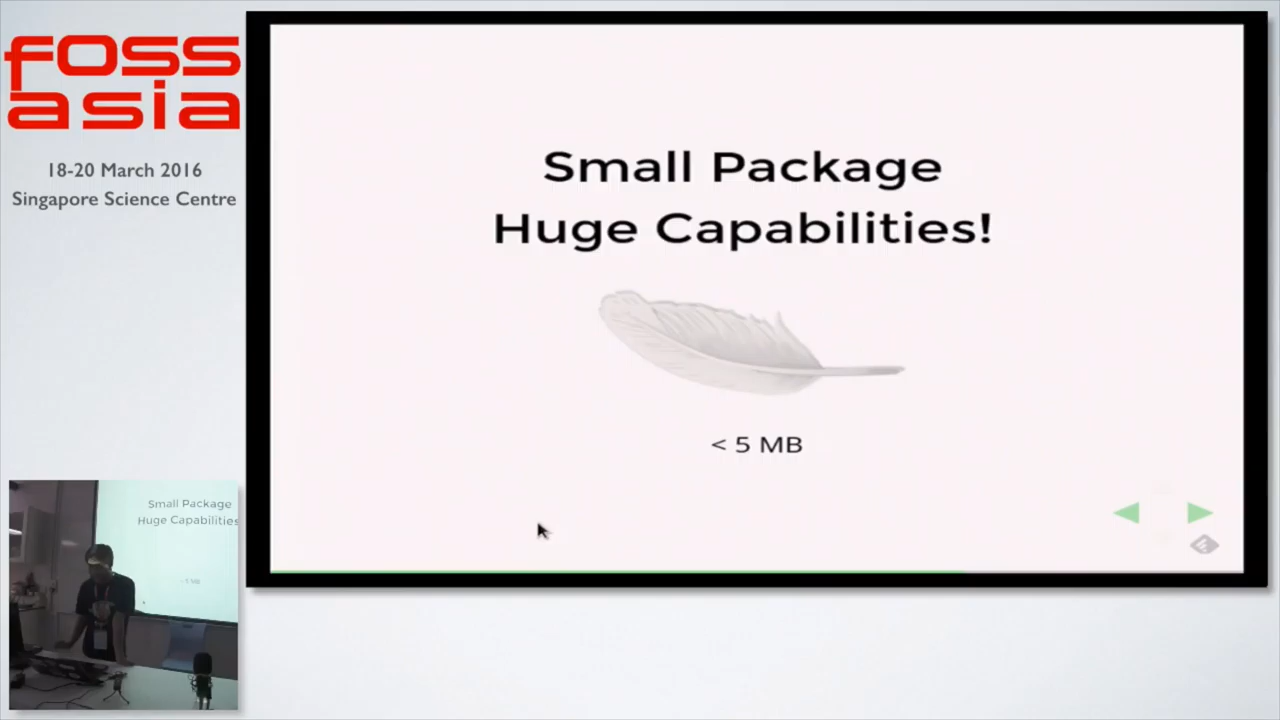 foss
asia
18-20 March 2016
Singapore Science Centre
Small Package
Huge Capabilities!
< 5 MB
Small Package
Huge Capabilities